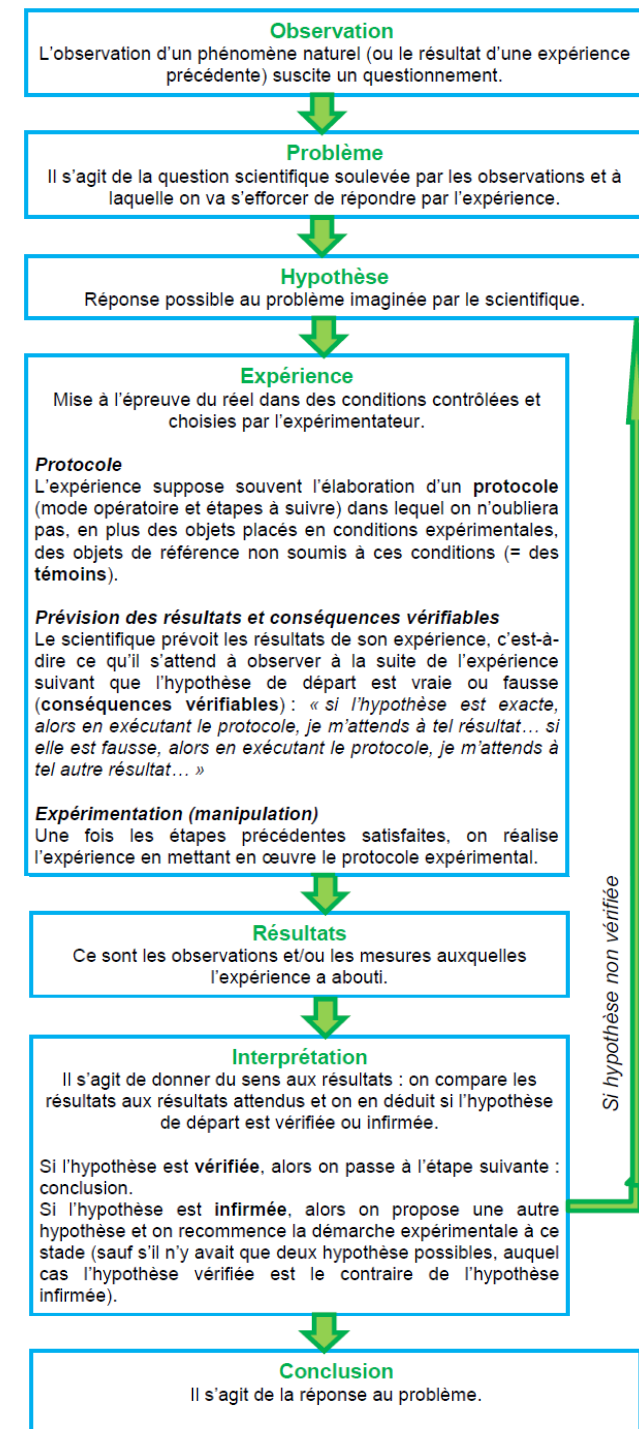 Observation
L'observation d'un phénomène naturel (ou le résultat d'une expérience
précédente) suscite un questionnement.
Problème
Il s'agit de la question scientifique soulevée par les observations et à
laquelle on va s'efforcer de répondre par l'expérience.
Hypothèse
Réponse possible au problème imaginée par le scientifique.
Expérience
Mise à l'épreuve du réel dans des conditions contrôlées et
choisies par l'expérimentateur.
Protocole
L'expérience suppose souvent l'élaboration d'un protocole
(mode opératoire et étapes à suivre) dans lequel on n'oubliera
pas, en plus des objets placés en conditions expérimentales,
des objets de référence non soumis à ces conditions (= des
témoins).
Prévision des résultats et conséquences vérifiables
Le scientifique prévoit les résultats de son expérience, c'est-à-
dire ce qu'il s'attend à observer à la suite de l'expérience
suivant que l'hypothèse de départ est vraie ou fausse
(conséquences vérifiables) : « si l'hypothèse est exacte,
alors en exécutant le protocole, je m'attends à tel résultat… si
elle est fausse, alors en exécutant le protocole, je m'attends à
tel autre résultat… »
Expérimentation (manipulation)
Une fois les étapes précédentes satisfaites, on réalise
l'expérience en mettant en œuvre le protocole expérimental.
Résultats
Ce sont les observations et/ou les mesures auxquelles
l'expérience a abouti.
Interprétation
Il s'agit de donner du sens aux résultats : on compare les
résultats aux résultats attendus et on en déduit si l'hypothèse
de départ est vérifiée ou infirmée.
Si l'hypothèse est vérifiée, alors on passe à l'étape suivante :
conclusion.
Si l'hypothèse est infirmée, alors on propose une autre
hypothèse et on recommence la démarche expérimentale à ce
stade (sauf s'il n'y avait que deux hypothèse possibles, auquel
cas l'hypothèse vérifiée est le contraire de l'hypothèse
infirmée).
Si hypothèse non vérifiée
Conclusion
Il s'agit de la réponse au problème.